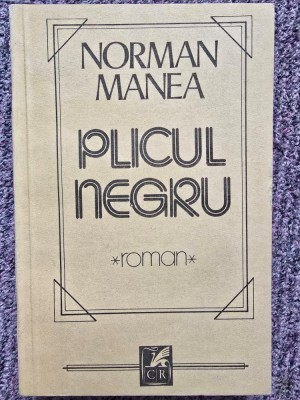 NORMAN
MANEA
PLICUL
NEGRU
*roman*
CR